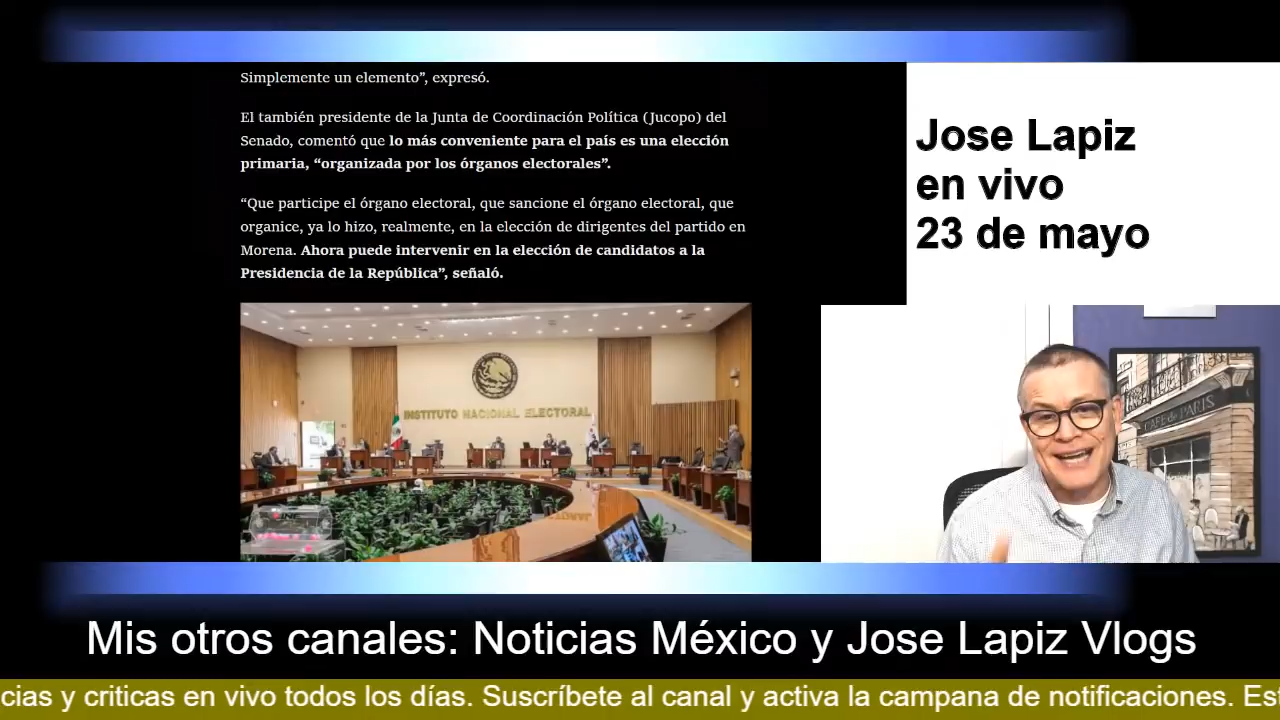 Simplemente un elemento”, expresó.
El también presidente de la Junta de Coordinación Política (Jucopo) del
Senado, comentó que lo más conveniente para el país es una elección
primaria, “organizada por los órganos electorales”.
“Que participe el órgano electoral, que sancione el órgano electoral, que
organice, ya lo hizo, realmente, en la elección de dirigentes del partido en
Morena. Ahora puede intervenir en la elección de candidatos a la
Presidencia de la República”, señaló.
INSTITUTO NACIONAL ELECTORAL
INE
Jose Lapiz
en vivo
23 de mayo
CAFE de PARIS
Mis otros canales: Noticias México y Jose Lapiz Vlogs
cias y criticas en vivo todos los días. Suscríbete al canal y activa la campana de notificaciones. Est